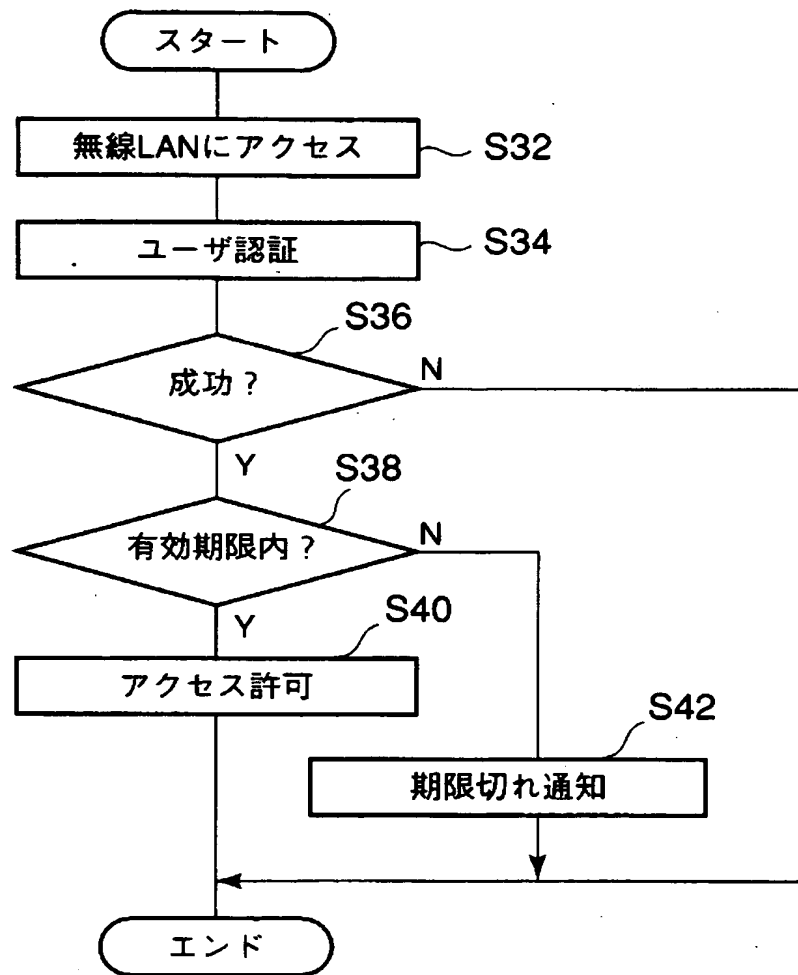 スタート
無線LANにアクセス
S32
ユーザ認証
S34
S36
成功？
N
Y
S38
有効期限内？
N
Y
S40
アクセス許可
S42
期限切れ通知
エンド